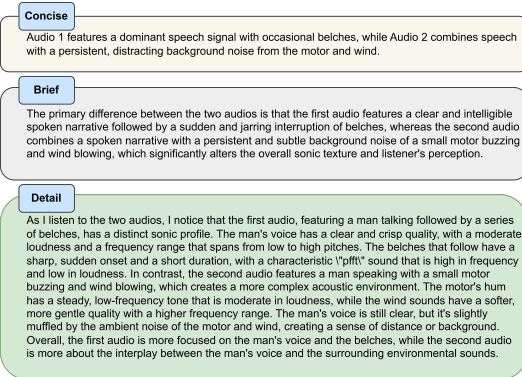 Concise
Audio 1 features a dominant speech signal with occasional belches, while Audio 2 combines speech
with a persistent, distracting background noise from the motor and wind.
Brief
The primary difference between the two audios is that the first audio features a clear and intelligible
spoken narrative followed by a sudden and jarring interruption of belches, whereas the second audio
combines a spoken narrative with a persistent and subtle background noise of a small motor buzzing
and wind blowing, which significantly alters the overall sonic texture and listener's perception.
Detail
As I listen to the two audios, I notice that the first audio, featuring a man talking followed by a series
of belches, has a distinct sonic profile. The man's voice has a clear and crisp quality, with a moderate
loudness and a frequency range that spans from low to high pitches. The belches that follow have a
sharp, sudden onset and a short duration, with a characteristic \"pfft\" sound that is high in frequency
and low in loudness. In contrast, the second audio features a man speaking with a small motor
buzzing and wind blowing, which creates a more complex acoustic environment. The motor's hum
has a steady, low-frequency tone that is moderate in loudness, while the wind sounds have a softer,
more gentle quality with a higher frequency range. The man's voice is still clear, but it's slightly
muffled by the ambient noise of the motor and wind, creating a sense of distance or background.
Overall, the first audio is more focused on the man's voice and the belches, while the second audio
is more about the interplay between the man's voice and the surrounding environmental sounds.